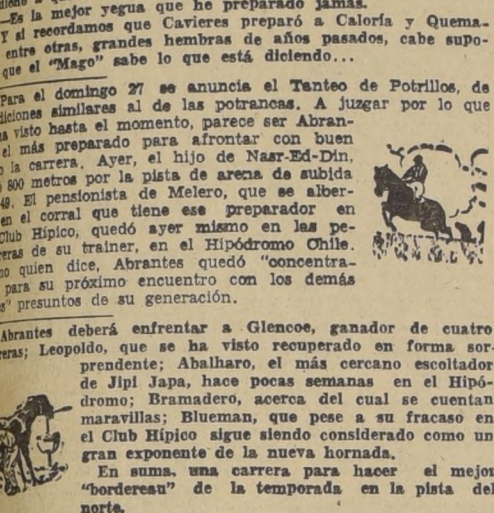 —Es la mejor yegua que he preparado jamás.
Y si recordamos que Cavieres preparó a Caloría y Quema-
entre otras, grandes hembras de años pasados, cabe supo-
que el "Mago" sabe lo que está diciendo...
Para el domingo 27 se anuncia el Tanteo de Potrillos, de
diciones similares al de las potrancas. A juzgar por lo que
visto hasta el momento, parece ser Abran-
el más preparado para afrontar con buen
la carrera. Ayer, el hijo de Nasr-Ed-Din,
800 metros por la pista de arena de subida
49. El pensionista de Melero, que se alber-
en el corral que tiene ese preparador en
Club Hípico, quedó ayer mismo en las pe-
reras de su trainer, en el Hipódromo Chile.
no quien dice, Abrantes quedó "concentra-
para su próximo encuentro con los demás
s" presuntos de su generación.
Abrantes deberá enfrentar a Glencoe, ganador de cuatro
reras; Leopoldo, que se ha visto recuperado en forma sor-
prendente; Abalharo, el más cercano escoltador
de Jipi Japa, hace pocas semanas en el Hipó-
dromo; Bramadero, acerca del cual se cuentan
maravillas; Blueman, que pese a su fracaso en
el Club Hípico sigue siendo considerado como un
gran exponente de la nueva hornada.
En suma, una carrera para hacer el mejor
"bordereau" de la temporada en la pista del
norte.